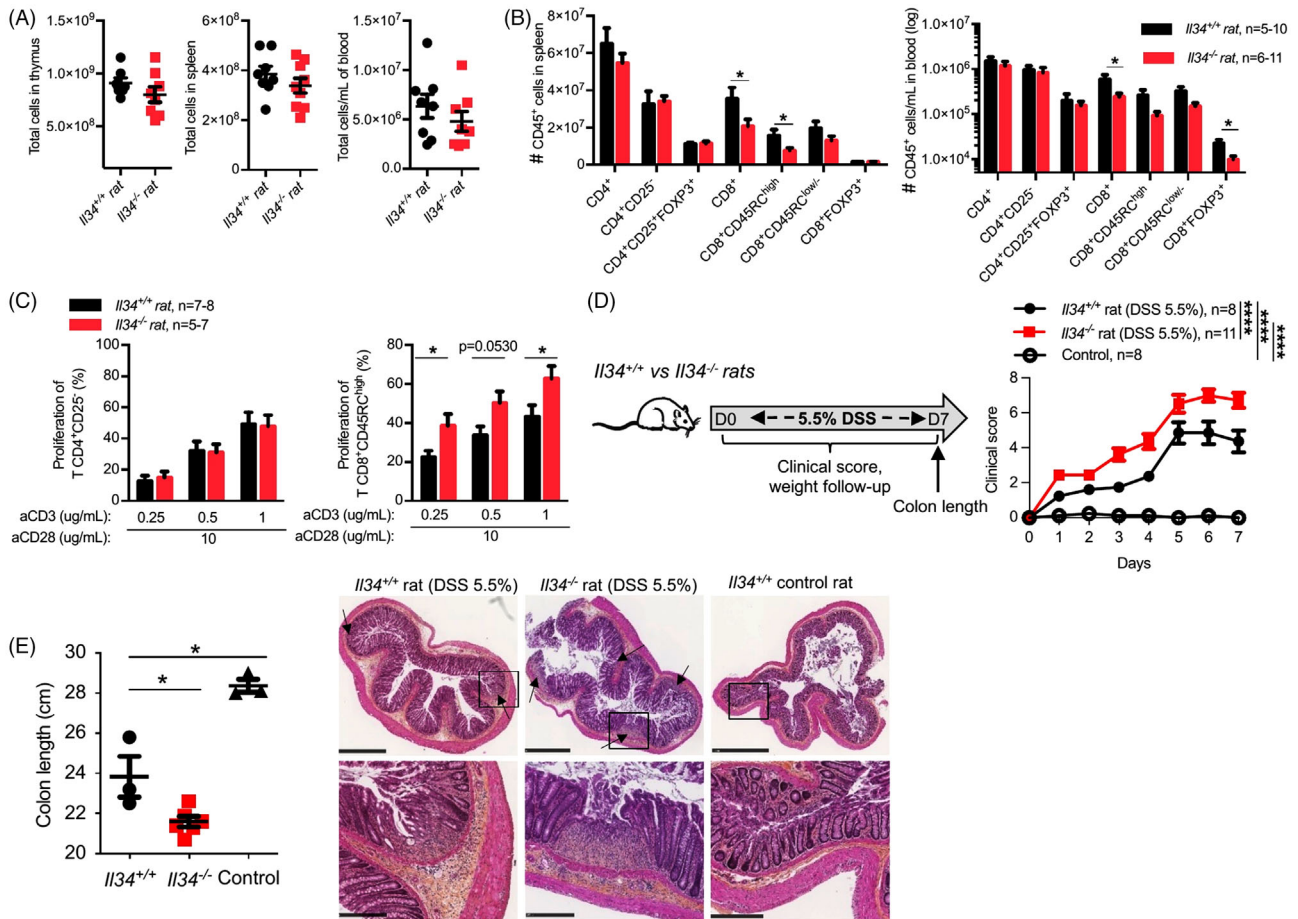 (A)
Total cells in thymus
1.5×10⁹
1.0×10⁹
5.0×10⁸
Il34⁺/⁺ rat
Il34⁻/⁻ rat
Total cells in spleen
6×10⁸
4×10⁸
2×10⁸
0
Il34⁺/⁺ rat
Il34⁻/⁻ rat
Total cells/mL of blood
1.5×10⁷
1.0×10⁷
5.0×10⁶
0
Il34⁺/⁺ rat
Il34⁻/⁻ rat
(B)
# CD45⁺ cells in spleen
8×10⁷
6×10⁷
4×10⁷
2×10⁷
0
*
*
CD4⁺
CD4⁺CD25⁻
CD4⁺CD25⁺FOXP3⁺
CD8⁺
CD8⁺CD45RC^high
CD8⁺CD45RC^low/-
CD8⁺FOXP3⁺
# CD45⁺ cells/mL in blood (log)
1.0×10⁷
1.0×10⁶
1.0×10⁵
1.0×10⁴
Il34⁺/⁺ rat, n=5-10
Il34⁻/⁻ rat, n=6-11
*
*
CD4⁺
CD4⁺CD25⁻
CD4⁺CD25⁺FOXP3⁺
CD8⁺
CD8⁺CD45RC^high
CD8⁺CD45RC^low/-
CD8⁺FOXP3⁺
(C)
Il34⁺/⁺ rat, n=7-8
Il34⁻/⁻ rat, n=5-7
Proliferation of
T CD4⁺CD25⁻ (%)
100
80
60
40
20
0
aCD3 (ug/mL): 0.25 0.5 1
aCD28 (ug/mL): 10
Proliferation of
T CD8⁺CD45RC^high (%)
80
60
40
20
0
* p=0.0530 *
aCD3 (ug/mL): 0.25 0.5 1
aCD28 (ug/mL): 10
(D)
Il34⁺/⁺ vs Il34⁻/⁻ rats
D0 5.5% DSS D7
Clinical score,
weight follow-up
Colon length
Il34⁺/⁺ rat (DSS 5.5%), n=8
Il34⁻/⁻ rat (DSS 5.5%), n=11
Control, n=8
****
****
****
Clinical score
8
6
4
2
0
0 1 2 3 4 5 6 7
Days
(E)
Colon length (cm)
30
28
26
24
22
20
*
*
Il34⁺/⁺ Il34⁻/⁻ Control
Il34⁺/⁺ rat (DSS 5.5%)
Il34⁻/⁻ rat (DSS 5.5%)
Il34⁺/⁺ control rat